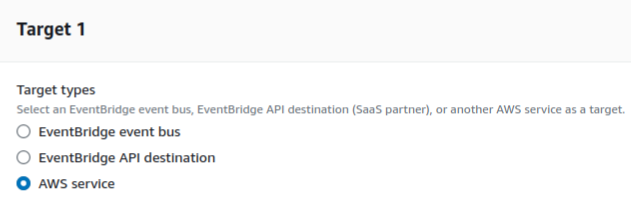 Target 1
Target types
Select an EventBridge event bus, EventBridge API destination (SaaS partner), or another AWS service as a target.
EventBridge event bus
EventBridge API destination
AWS service